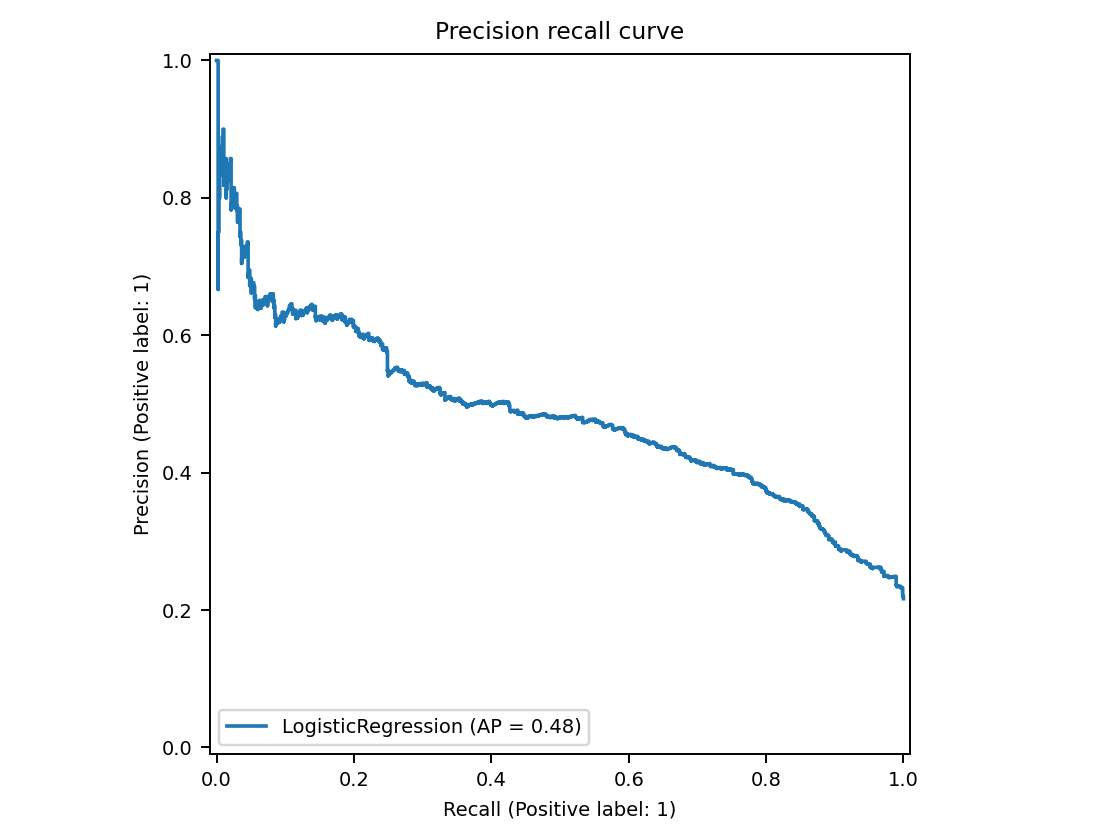 Precision recall curve
1.0
0.8
0.6
0.4
0.2
0.0
Precision (Positive label: 1)
LogisticRegression (AP = 0.48)
0.0 0.2 0.4 0.6 0.8 1.0
Recall (Positive label: 1)